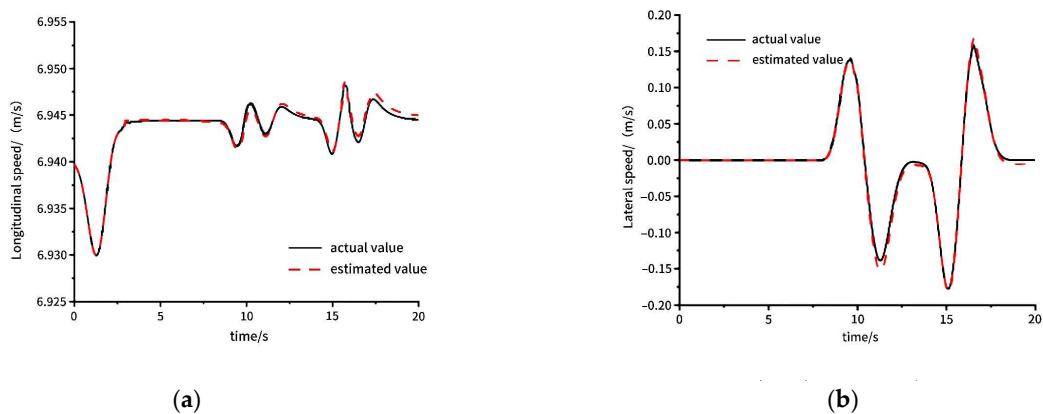 6.955
6.950
6.945
6.940
6.935
6.930
6.925
Longitudinal speed/ (m/s)
actual value
estimated value
0 5 10 15 20
time/s
(a)
0.20
0.15
0.10
0.05
0.00
−0.05
−0.10
−0.15
−0.20
Lateral speed/ (m/s)
actual value
estimated value
0 5 10 15 20
time/s
(b)